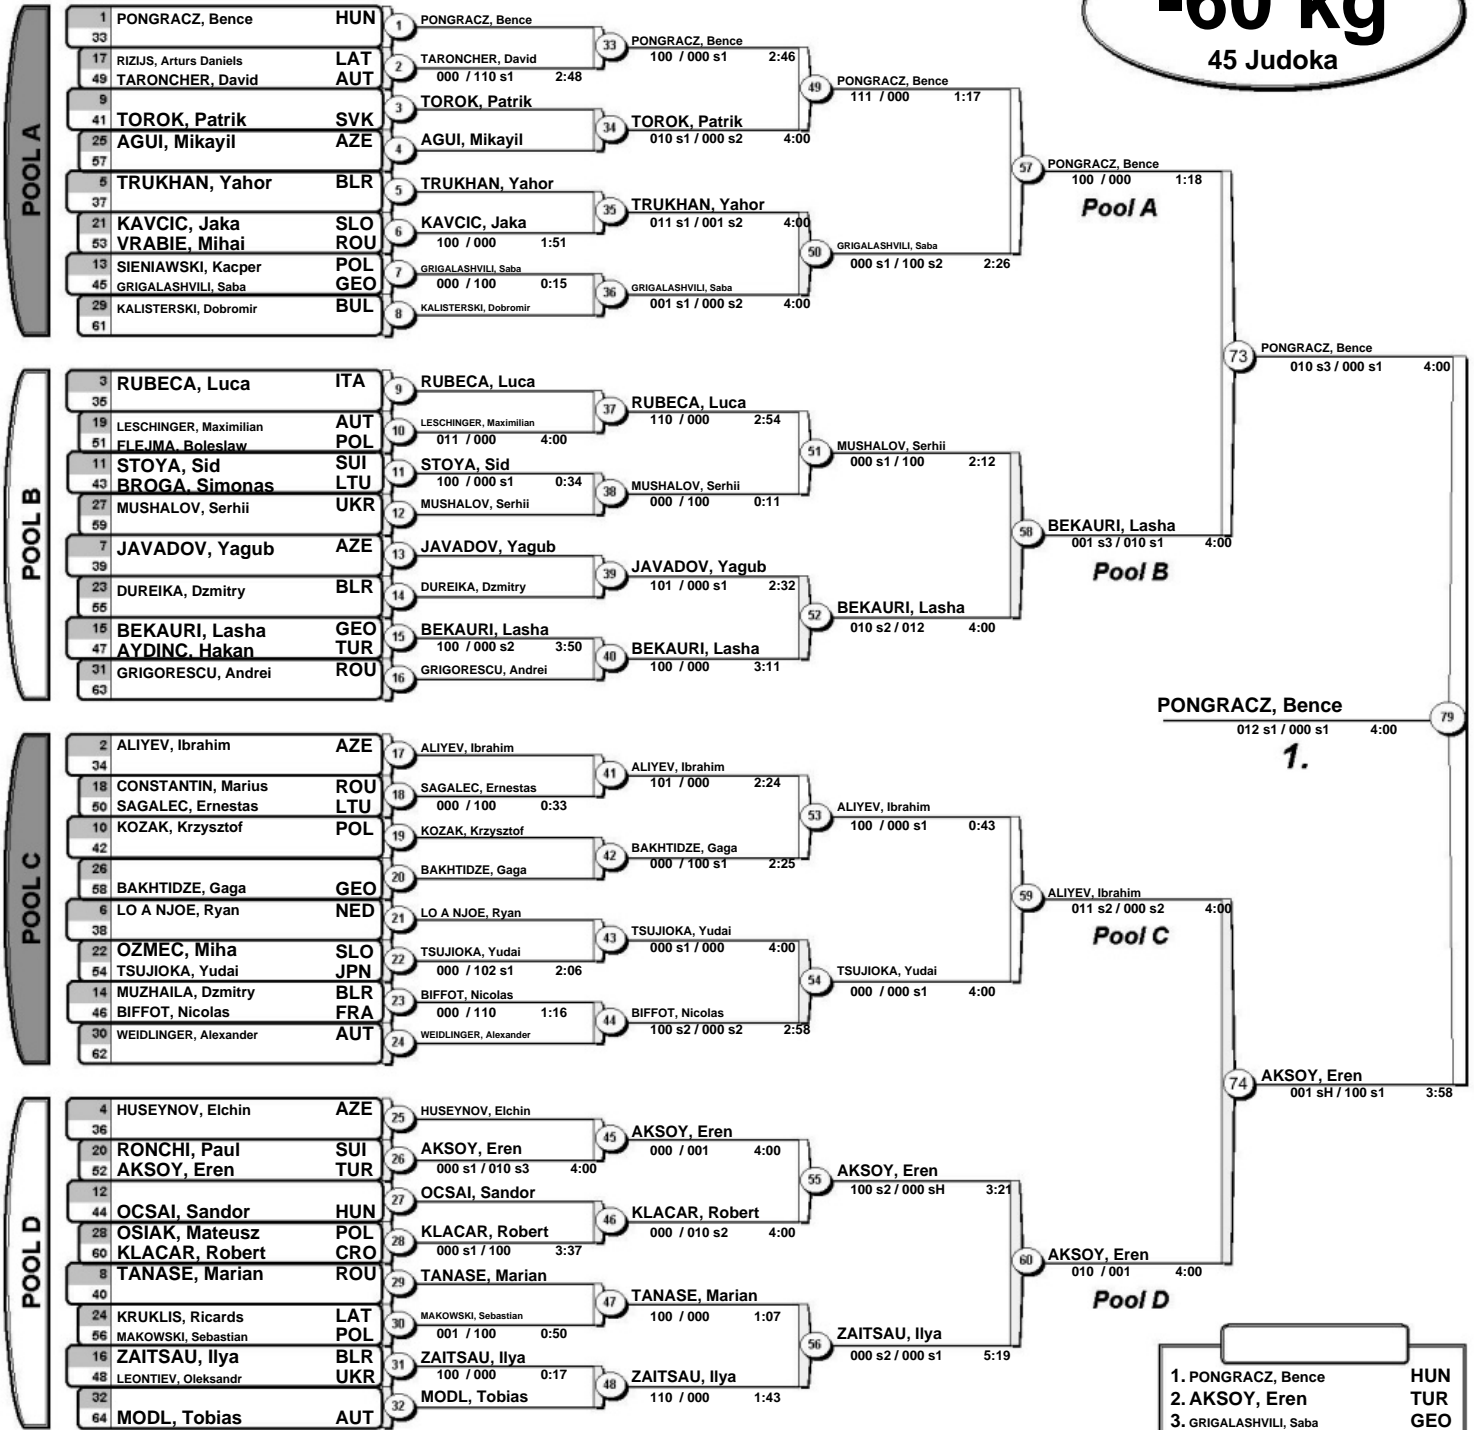 -60 kg
45 Judoka
POOL A
1 PONGRACZ, Bence HUN
33
17 RIZIJS, Arturs Daniels LAT
49 TARONCHER, David AUT
9
41 TOROK, Patrik SVK
25 AGUI, Mikayil AZE
57
5 TRUKHAN, Yahor BLR
37
21 KAVCIC, Jaka SLO
53 VRABIE, Mihai ROU
13 SIENIAWSKI, Kacper POL
45 GRIGALASHVILI, Saba GEO
29 KALISTERSKI, Dobromir BUL
61
1 PONGRACZ, Bence
2 TARONCHER, David
000 / 110 s1 2:48
3 TOROK, Patrik
4 AGUI, Mikayil
5 TRUKHAN, Yahor
6 KAVCIC, Jaka
100 / 000 1:51
7 GRIGALASHVILI, Saba
000 / 100 0:15
8 KALISTERSKI, Dobromir
33 PONGRACZ, Bence
100 / 000 s1 2:46
34 TOROK, Patrik
010 s1 / 000 s2 4:00
35 TRUKHAN, Yahor
011 s1 / 001 s2 4:00
36 GRIGALASHVILI, Saba
001 s1 / 000 s2 4:00
49 PONGRACZ, Bence
111 / 000 1:17
50 GRIGALASHVILI, Saba
000 s1 / 100 s2 2:26
57 PONGRACZ, Bence
100 / 000 1:18
Pool A
POOL B
3 RUBECA, Luca ITA
35
19 LESCHINGER, Maximilian AUT
51 FLEJMA, Boleslaw POL
11 STOYA, Sid SUI
43 BROGA, Simonas LTU
27 MUSHALOV, Serhii UKR
59
7 JAVADOV, Yagub AZE
39
23 DUREIKA, Dzmitry BLR
55
15 BEKAURI, Lasha GEO
47 AYDINC, Hakan TUR
31 GRIGORESCU, Andrei ROU
63
9 RUBECA, Luca
10 LESCHINGER, Maximilian
011 / 000 4:00
11 STOYA, Sid
100 / 000 s1 0:34
12 MUSHALOV, Serhii
13 JAVADOV, Yagub
14 DUREIKA, Dzmitry
15 BEKAURI, Lasha
100 / 000 s2 3:50
16 GRIGORESCU, Andrei
37 RUBECA, Luca
110 / 000 2:54
38 MUSHALOV, Serhii
000 / 100 0:11
39 JAVADOV, Yagub
101 / 000 s1 2:32
40 BEKAURI, Lasha
100 / 000 3:11
51 MUSHALOV, Serhii
000 s1 / 100 2:12
52 BEKAURI, Lasha
010 s2 / 012 4:00
58 BEKAURI, Lasha
001 s3 / 010 s1 4:00
Pool B
73 PONGRACZ, Bence
010 s3 / 000 s1 4:00
PONGRACZ, Bence 79
012 s1 / 000 s1 4:00
1.
POOL C
2 ALIYEV, Ibrahim AZE
34
18 CONSTANTIN, Marius ROU
50 SAGALEC, Ernestas LTU
10 KOZAK, Krzysztof POL
42
26
58 BAKHTIDZE, Gaga GEO
6 LO A NJOE, Ryan NED
38
22 OZMEC, Miha SLO
54 TSUJIOKA, Yudai JPN
14 MUZHAILA, Dzmitry BLR
46 BIFFOT, Nicolas FRA
30 WEIDLINGER, Alexander AUT
62
17 ALIYEV, Ibrahim
18 SAGALEC, Ernestas
000 / 100 0:33
19 KOZAK, Krzysztof
20 BAKHTIDZE, Gaga
21 LO A NJOE, Ryan
22 TSUJIOKA, Yudai
000 / 102 s1 2:06
23 BIFFOT, Nicolas
000 / 110 1:16
24 WEIDLINGER, Alexander
41 ALIYEV, Ibrahim
101 / 000 2:24
42 BAKHTIDZE, Gaga
000 / 100 s1 2:25
43 TSUJIOKA, Yudai
000 s1 / 000 4:00
44 BIFFOT, Nicolas
100 s2 / 000 s2 2:58
53 ALIYEV, Ibrahim
100 / 000 s1 0:43
54 TSUJIOKA, Yudai
000 / 000 s1 4:00
59 ALIYEV, Ibrahim
011 s2 / 000 s2 4:00
Pool C
74 AKSOY, Eren
001 sH / 100 s1 3:58
POOL D
4 HUSEYNOV, Elchin AZE
36
20 RONCHI, Paul SUI
52 AKSOY, Eren TUR
12
44 OCSAI, Sandor HUN
28 OSIAK, Mateusz POL
60 KLACAR, Robert CRO
8 TANASE, Marian ROU
40
24 KRUKLIS, Ricards LAT
56 MAKOWSKI, Sebastian POL
16 ZAITSAU, Ilya BLR
48 LEONTIEV, Oleksandr UKR
32
64 MODL, Tobias AUT
25 HUSEYNOV, Elchin
26 AKSOY, Eren
000 s1 / 010 s3 4:00
27 OCSAI, Sandor
28 KLACAR, Robert
000 s1 / 100 3:37
29 TANASE, Marian
30 MAKOWSKI, Sebastian
001 / 100 0:50
31 ZAITSAU, Ilya
100 / 000 0:17
32 MODL, Tobias
45 AKSOY, Eren
000 / 001 4:00
46 KLACAR, Robert
000 / 010 s2 4:00
47 TANASE, Marian
100 / 000 1:07
48 ZAITSAU, Ilya
110 / 000 1:43
55 AKSOY, Eren
100 s2 / 000 sH 3:21
56 ZAITSAU, Ilya
000 s2 / 000 s1 5:19
60 AKSOY, Eren
010 / 001 4:00
Pool D
1. PONGRACZ, Bence HUN
2. AKSOY, Eren TUR
3. GRIGALASHVILI, Saba GEO